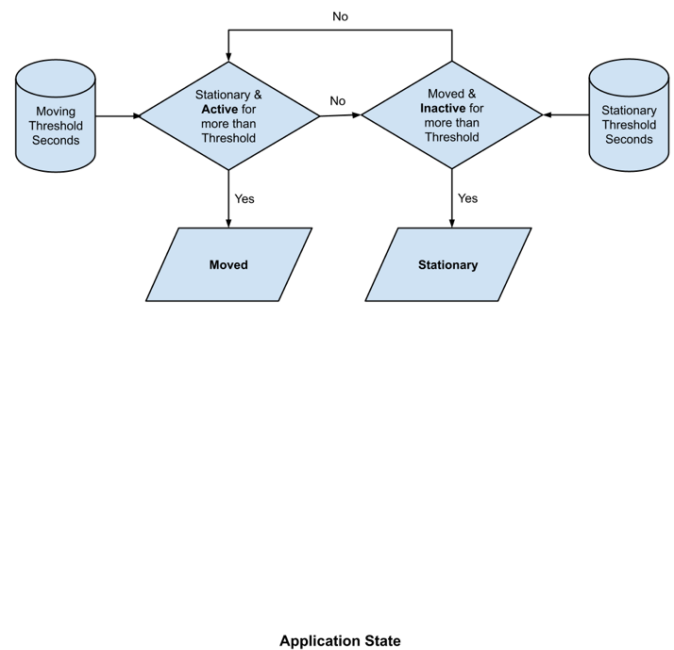 No
Moving
Threshold
Seconds
Stationary &
Active for
more than
Threshold
No
Moved &
Inactive for
more than
Threshold
Stationary
Threshold
Seconds
Yes
Yes
Moved
Stationary
Application State